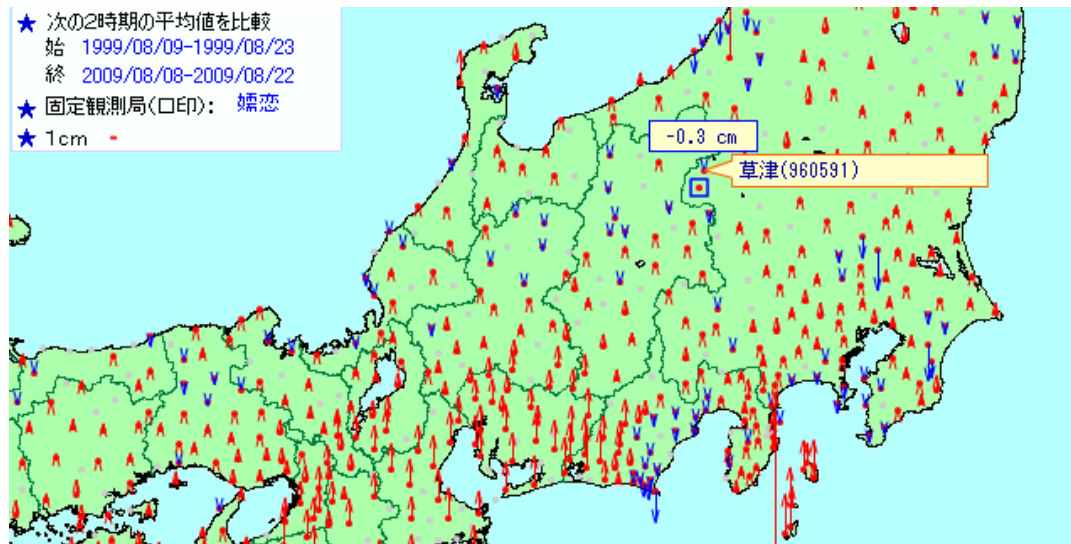 ★ 次の2時期の平均値を比較
始 1999/08/09-1999/08/23
終 2009/08/08-2009/08/22
★ 固定観測局(口印): 嬬恋
★ 1cm
-0.3 cm
草津(960591)